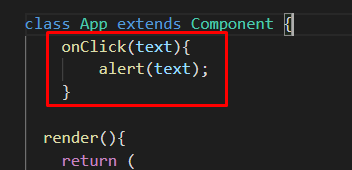 class App extends Component {
onClick(text){
alert(text);
}
render(){
return (